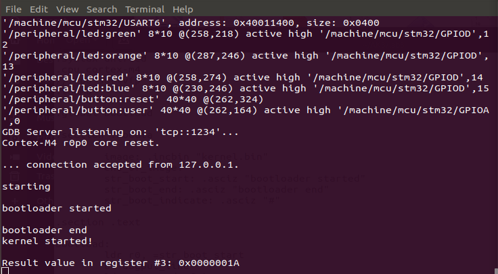 File Edit View Search Terminal Help
'/machine/mcu/stm32/USART6', address: 0x40011400, size: 0x0400
'/peripheral/led:green' 8*10 @(258,218) active high '/machine/mcu/stm32/GPIOD',1
2
'/peripheral/led:orange' 8*10 @(287,246) active high '/machine/mcu/stm32/GPIOD',
13
'/peripheral/led:red' 8*10 @(258,274) active high '/machine/mcu/stm32/GPIOD',14
'/peripheral/led:blue' 8*10 @(230,246) active high '/machine/mcu/stm32/GPIOD',15
'/peripheral/button:reset' 40*40 @(262,324)
'/peripheral/button:user' 40*40 @(262,164) active high '/machine/mcu/stm32/GPIOA
',0
GDB Server listening on: 'tcp::1234'...
Cortex-M4 r0p0 core reset.
... connection accepted from 127.0.0.1.
starting
bootloader started
bootloader end
kernel started!
Result value in register #3: 0x0000001A